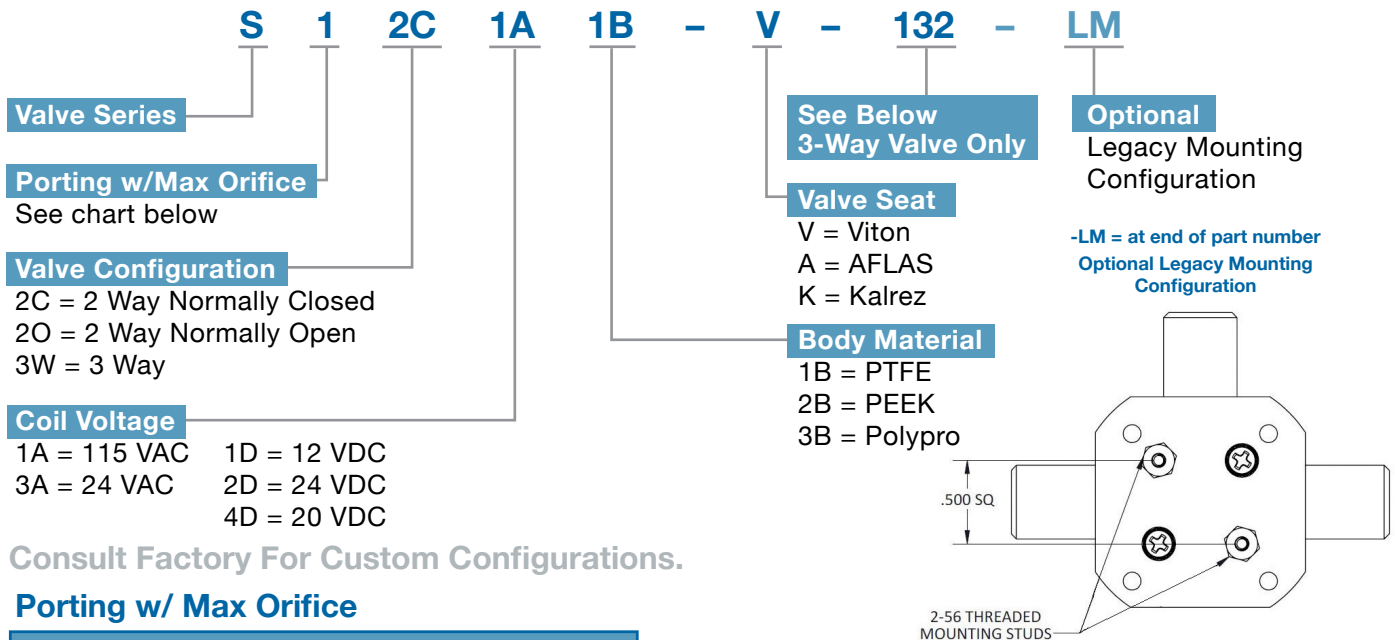 S 1 2C 1A 1B – V – 132 – LM
Valve Series
Porting w/Max Orifice
See chart below
Valve Configuration
2C = 2 Way Normally Closed
2O = 2 Way Normally Open
3W = 3 Way
Coil Voltage
1A = 115 VAC 1D = 12 VDC
3A = 24 VAC 2D = 24 VDC
4D = 20 VDC
See Below
3-Way Valve Only
Valve Seat
V = Viton
A = AFLAS
K = Kalrez
Body Material
1B = PTFE
2B = PEEK
3B = Polypro
Optional
Legacy Mounting
Configuration
-LM = at end of part number
Optional Legacy Mounting
Configuration
.500 SQ
2-56 THREADED
MOUNTING STUDS
Consult Factory For Custom Configurations.
Porting w/ Max Orifice